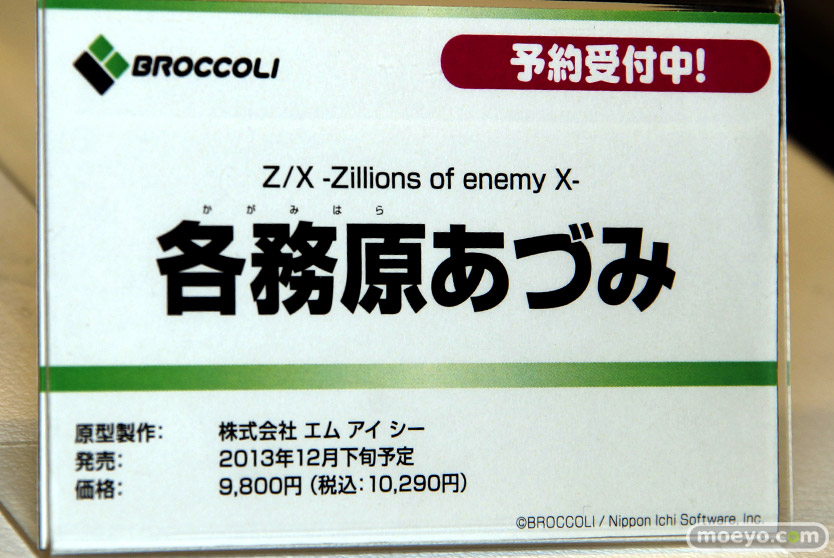 BROCCOLI
予約受付中!
Z/X -Zillions of enemy X-
かがみはら
各務原あづみ
原型製作: 株式会社 エム アイ シー
発売: 2013年12月下旬予定
価格: 9,800円 (税込:10,290円)
©BROCCOLI / Nippon Ichi Software, Inc.
moeyo.com